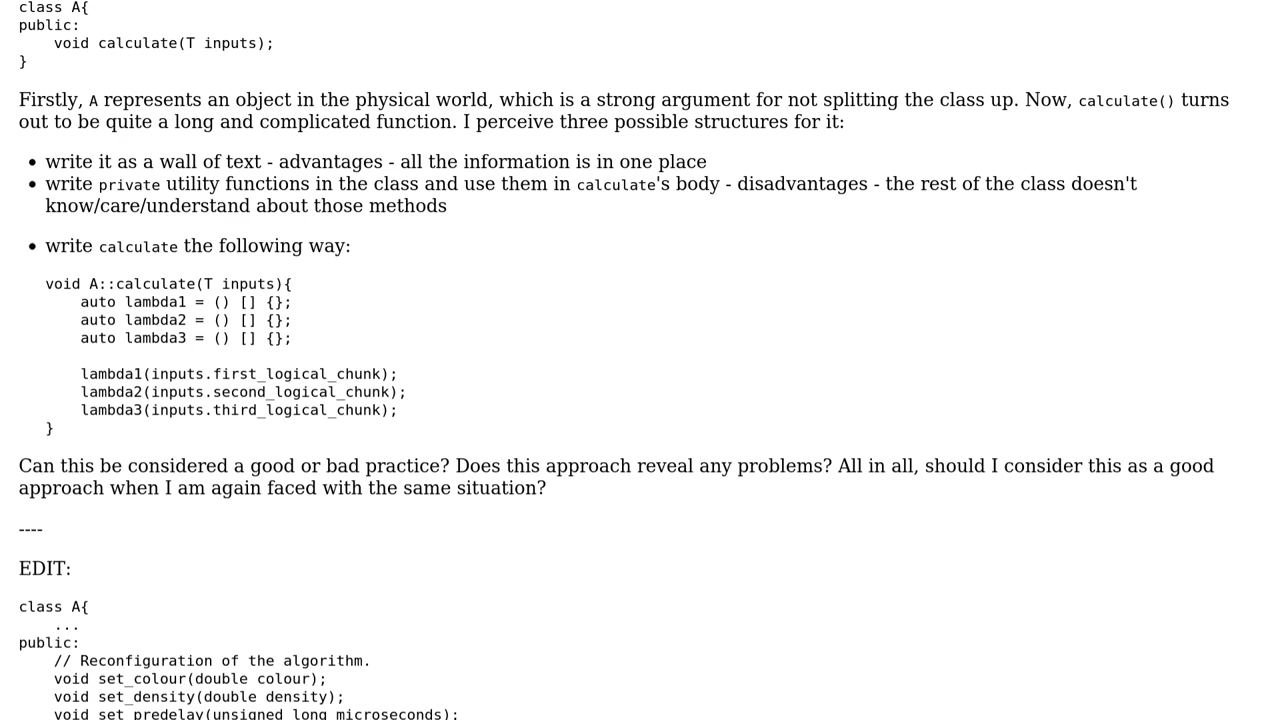 class A{
public:
    void calculate(T inputs);
}
Firstly, A represents an object in the physical world, which is a strong argument for not splitting the class up. Now, calculate() turns
out to be quite a long and complicated function. I perceive three possible structures for it:
• write it as a wall of text - advantages - all the information is in one place
• write private utility functions in the class and use them in calculate's body - disadvantages - the rest of the class doesn't
know/care/understand about those methods
• write calculate the following way:
void A::calculate(T inputs){
    auto lambda1 = () [] {};
    auto lambda2 = () [] {};
    auto lambda3 = () [] {};
    lambda1(inputs.first_logical_chunk);
    lambda2(inputs.second_logical_chunk);
    lambda3(inputs.third_logical_chunk);
}
Can this be considered a good or bad practice? Does this approach reveal any problems? All in all, should I consider this as a good
approach when I am again faced with the same situation?
----
EDIT:
class A{
    ...
public:
    // Reconfiguration of the algorithm.
    void set_colour(double colour);
    void set_density(double density);
    void set_predelay(unsigned long microseconds);